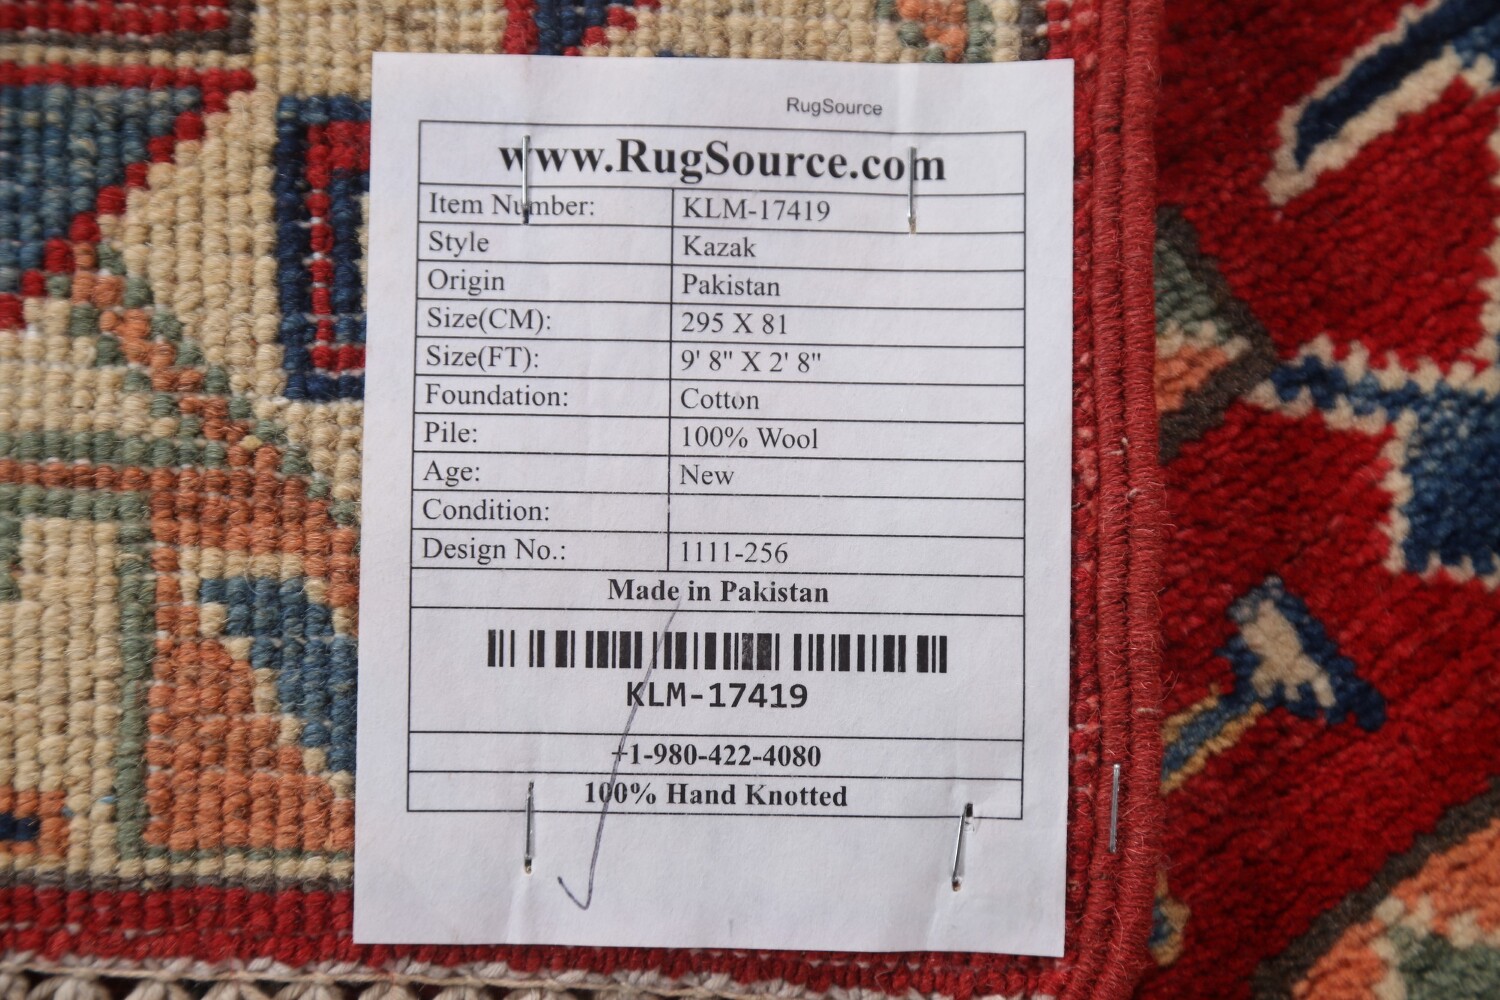 RugSource
www.RugSource.com
Item Number: KLM-17419
Style Kazak
Origin Pakistan
Size(CM): 295 X 81
Size(FT): 9' 8" X 2' 8"
Foundation: Cotton
Pile: 100% Wool
Age: New
Condition:
Design No.: 1111-256
Made in Pakistan
KLM-17419
+1-980-422-4080
100% Hand Knotted